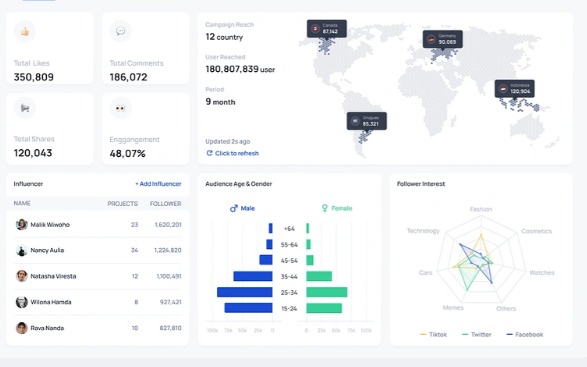 Total Likes
350,809
Total Comments
186,072
Total Shares
120,043
Enggangement
48,07%
Campaign Reach
12 country
User Reached
180,807,839 user
Period
9 month
Updated 2s ago
Click to refresh
Canada
87,142
Germany
90,089
Indonesia
120,904
Uruguay
85,321
Influencer
+ Add Influencer
NAME PROJECTS FOLLOWER
Malik Wiwoho 23 1,620,201
Nancy Aulia 34 1,224,820
Natasha Viresta 12 1,100,491
Wilona Hamda 8 927,421
Rava Nanda 10 827,810
Audience Age & Gender
Male Female
+64
55-64
45-54
35-44
25-34
15-24
100k 75k 50k 25k 0 0 25k 50k 75k 100k
Follower Interest
Fashion
Technology
Cosmetics
Cars
Watches
Memes
Others
Tiktok Twitter Facebook